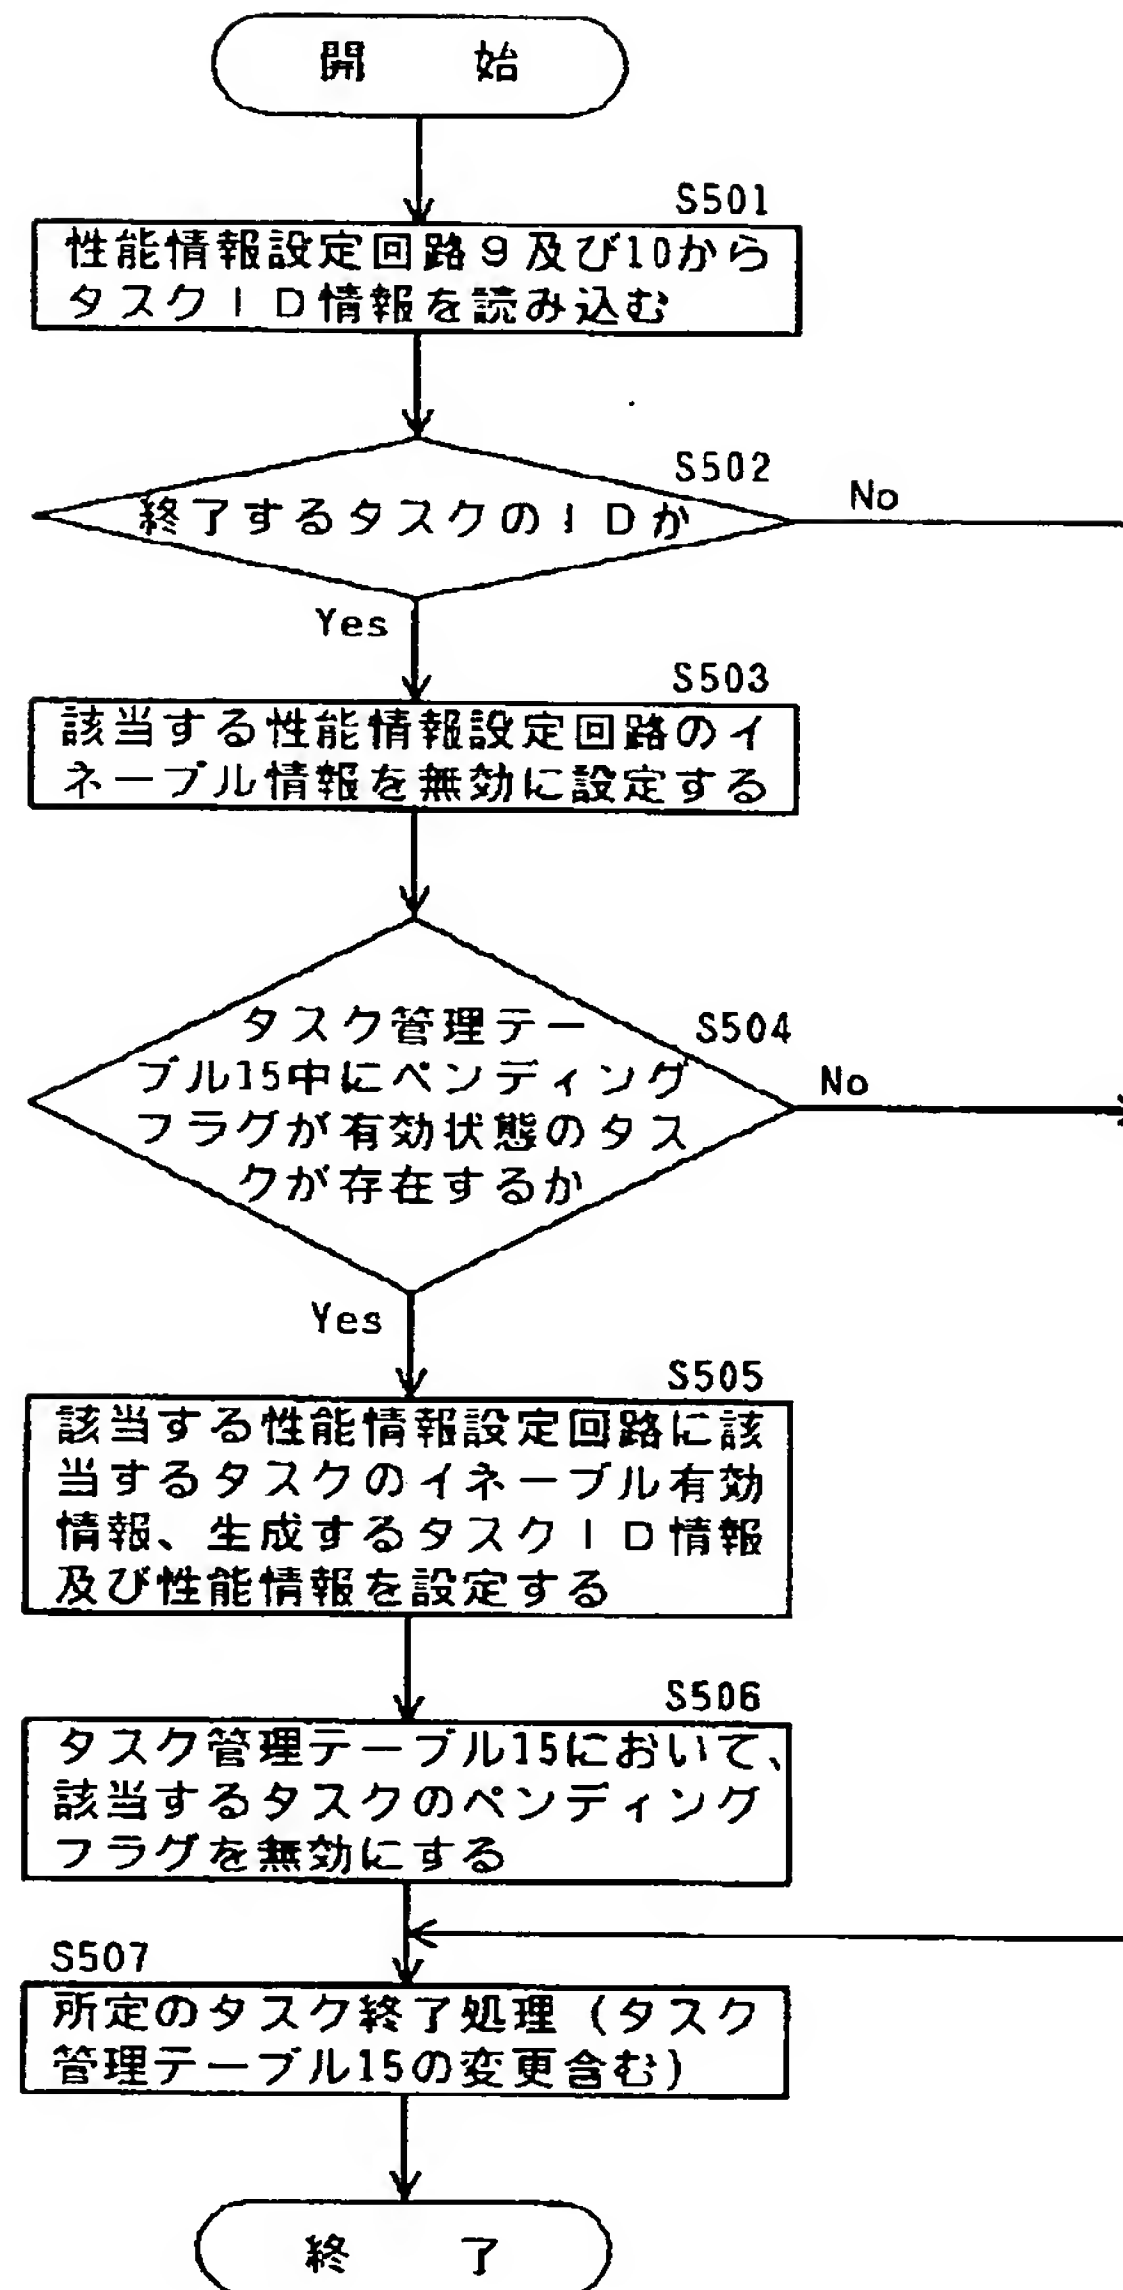 開 始
S501
性能情報設定回路9及び10から
タスクID情報を読み込む
S502
終了するタスクのIDか
No
Yes
S503
該当する性能情報設定回路のイ
ネーブル情報を無効に設定する
タスク管理テー
S504
ブル15中にペンディング
フラグが有効状態のタス
クが存在するか
No
Yes
S505
該当する性能情報設定回路に該
当するタスクのイネーブル有効
情報、生成するタスクID情報
及び性能情報を設定する
S506
タスク管理テーブル15において、
該当するタスクのペンディング
フラグを無効にする
S507
所定のタスク終了処理(タスク
管理テーブル15の変更含む)
終 了